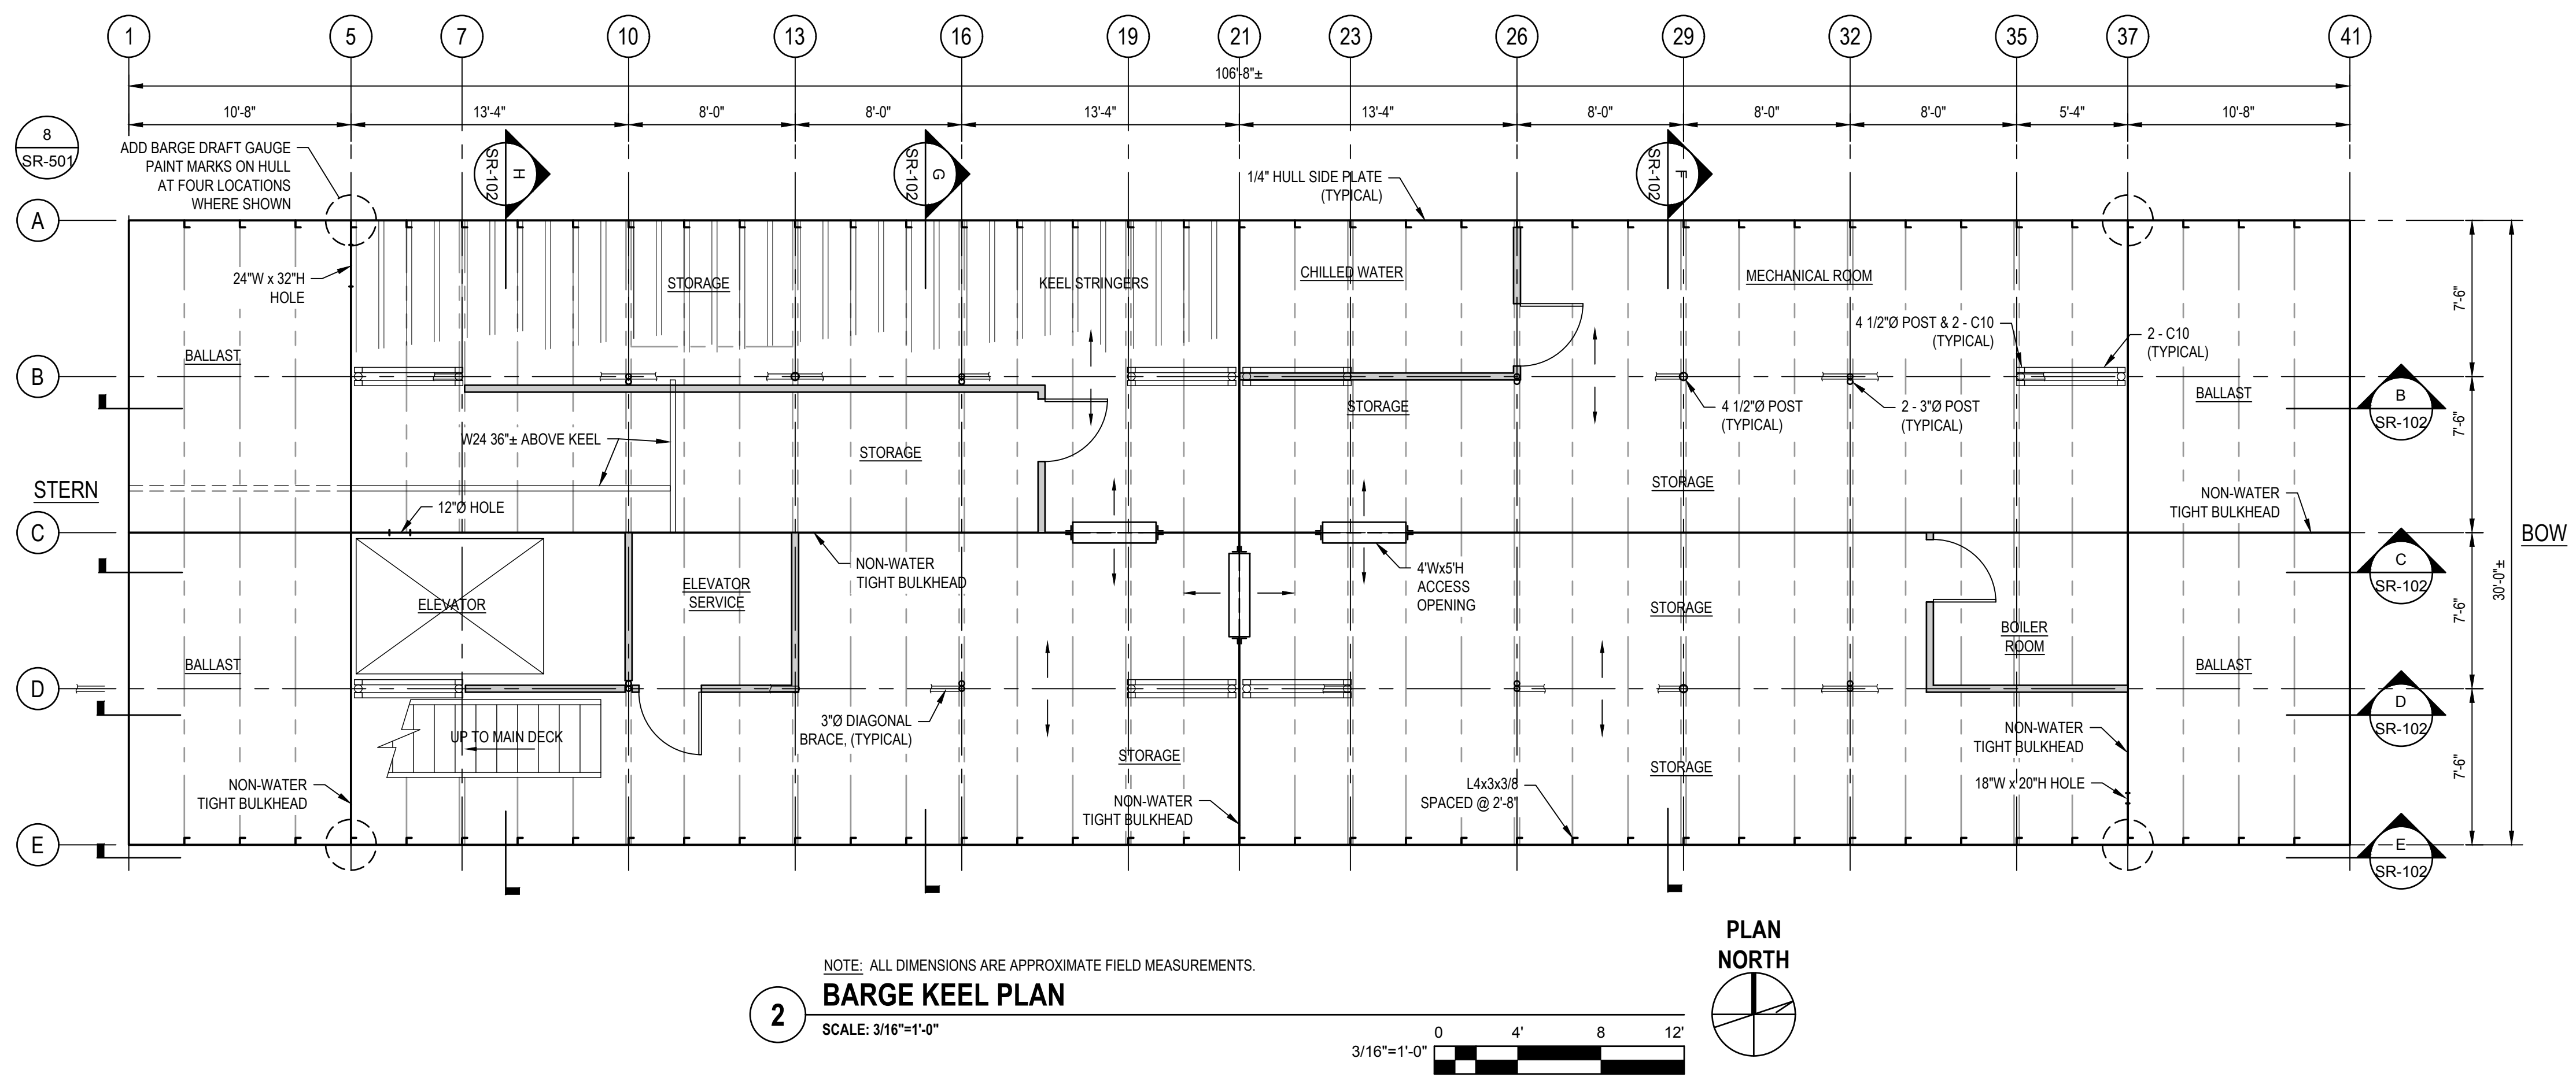 1 5 7 10 13 16 19 21 23 26 29 32 35 37 41
106'-8"±
10'-8" 13'-4" 8'-0" 8'-0" 13'-4" 13'-4" 8'-0" 8'-0" 8'-0" 5'-4" 10'-8"
8
SR-501
ADD BARGE DRAFT GAUGE
PAINT MARKS ON HULL
AT FOUR LOCATIONS
WHERE SHOWN
H
SR-102
G
SR-102
F
SR-102
1/4" HULL SIDE PLATE
(TYPICAL)
A
24"W x 32"H
HOLE
STORAGE
KEEL STRINGERS
CHILLED WATER
MECHANICAL ROOM
7'-6"
4 1/2"Ø POST & 2 - C10
(TYPICAL)
2 - C10
(TYPICAL)
BALLAST
B
STORAGE
4 1/2"Ø POST
(TYPICAL)
2 - 3"Ø POST
(TYPICAL)
BALLAST
B
SR-102
7'-6"
W24 36"± ABOVE KEEL
STORAGE
STORAGE
STERN
12"Ø HOLE
NON-WATER
TIGHT BULKHEAD
C
BOW
NON-WATER
TIGHT BULKHEAD
4'Wx5'H
ACCESS
OPENING
C
SR-102
30'-0"±
7'-6"
ELEVATOR
ELEVATOR
SERVICE
STORAGE
BOILER
ROOM
BALLAST
BALLAST
D
3"Ø DIAGONAL
BRACE, (TYPICAL)
D
SR-102
UP TO MAIN DECK
STORAGE
STORAGE
NON-WATER
TIGHT BULKHEAD
7'-6"
NON-WATER
TIGHT BULKHEAD
NON-WATER
TIGHT BULKHEAD
L4x3x3/8
SPACED @ 2'-8"
18"W x 20"H HOLE
E
E
SR-102
PLAN
NORTH
NOTE: ALL DIMENSIONS ARE APPROXIMATE FIELD MEASUREMENTS.
2
BARGE KEEL PLAN
SCALE: 3/16"=1'-0"
0 4' 8 12'
3/16"=1'-0"